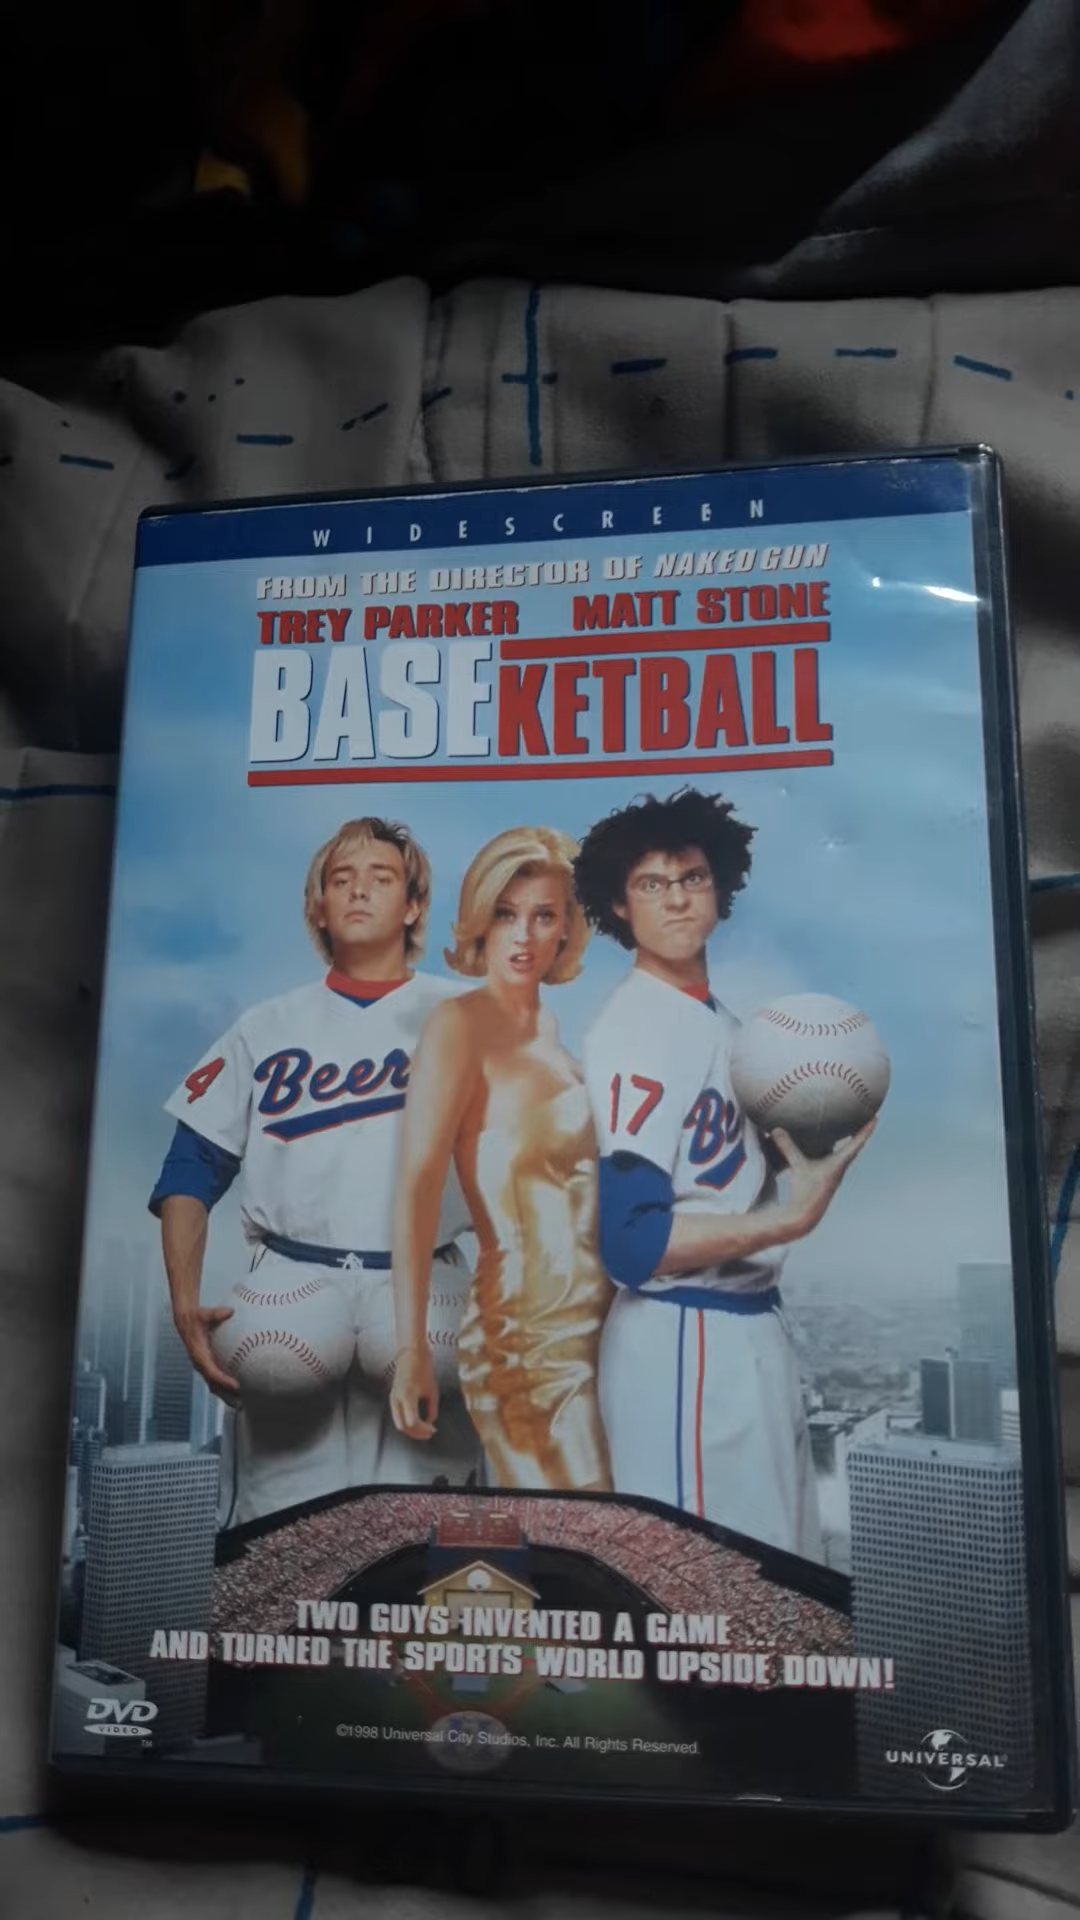 WIDESCREEN
FROM THE DIRECTOR OF NAKED GUN
TREY PARKER MATT STONE
BASEKETBALL
4
Beer
17
TWO GUYS INVENTED A GAME ...
AND TURNED THE SPORTS WORLD UPSIDE DOWN!
DVD
VIDEO
TM
©1998 Universal City Studios, Inc. All Rights Reserved.
UNIVERSAL